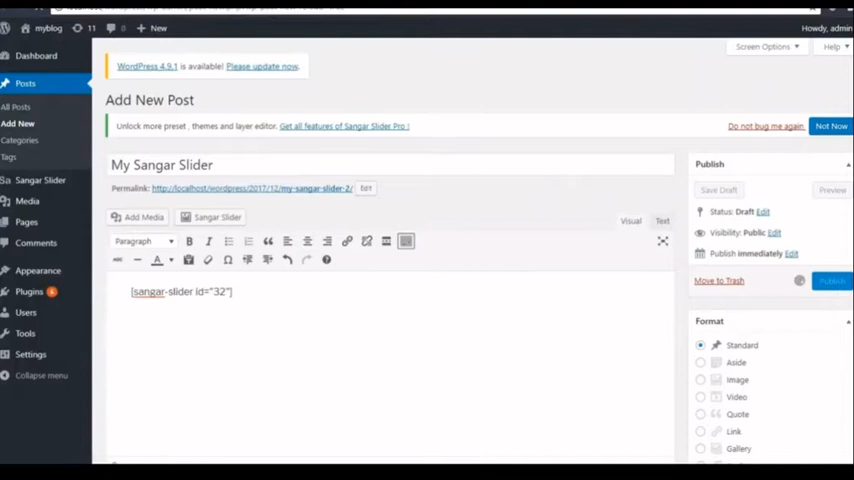 myblog 11 0 + New Howdy, admin
Dashboard
Posts
All Posts
Add New
Categories
Tags
Sangar Slider
Media
Pages
Comments
Appearance
Plugins
Users
Tools
Settings
Collapse menu
Screen Options Help
WordPress 4.9.1 is available! Please update now.
Add New Post
Unlock more preset , themes and layer editor. Get all features of Sangar Slider Pro ! Do not bug me again. Not Now
My Sangar Slider
Permalink: http://localhost/wordpress/2017/12/my-sangar-slider-2/ Edit
Add Media Sangar Slider Visual Text
Paragraph B I
[sangar-slider id="32"]
Publish
Save Draft Preview
Status: Draft Edit
Visibility: Public Edit
Publish immediately Edit
Move to Trash Publish
Format
Standard
Aside
Image
Video
Quote
Link
Gallery